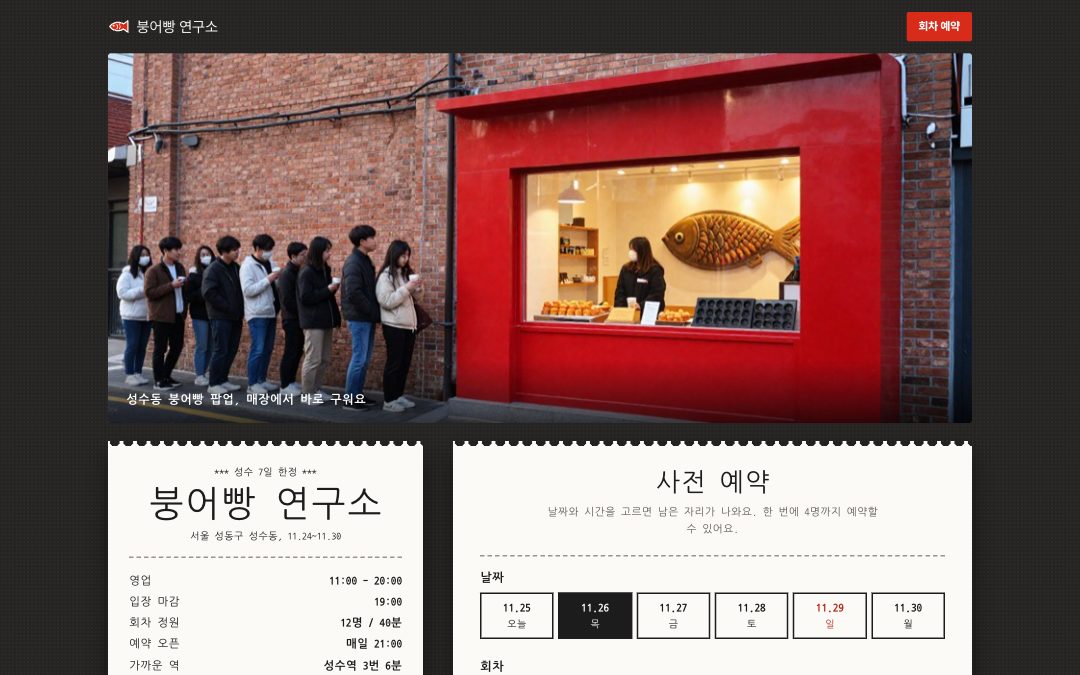 붕어빵 연구소
회차 예약
성수동 붕어빵 팝업, 매장에서 바로 구워요
*** 성수 7일 한정 ***
붕어빵 연구소
서울 성동구 성수동, 11.24~11.30
영업 11:00 - 20:00
입장 마감 19:00
회차 정원 12명 / 40분
예약 오픈 매일 21:00
가까운 역 성수역 3번 6분
사전 예약
날짜와 시간을 고르면 남은 자리가 나와요. 한 번에 4명까지 예약할
수 있어요.
날짜
11.25 11.26 11.27 11.28 11.29 11.30
오늘 목 금 토 일 월
회차